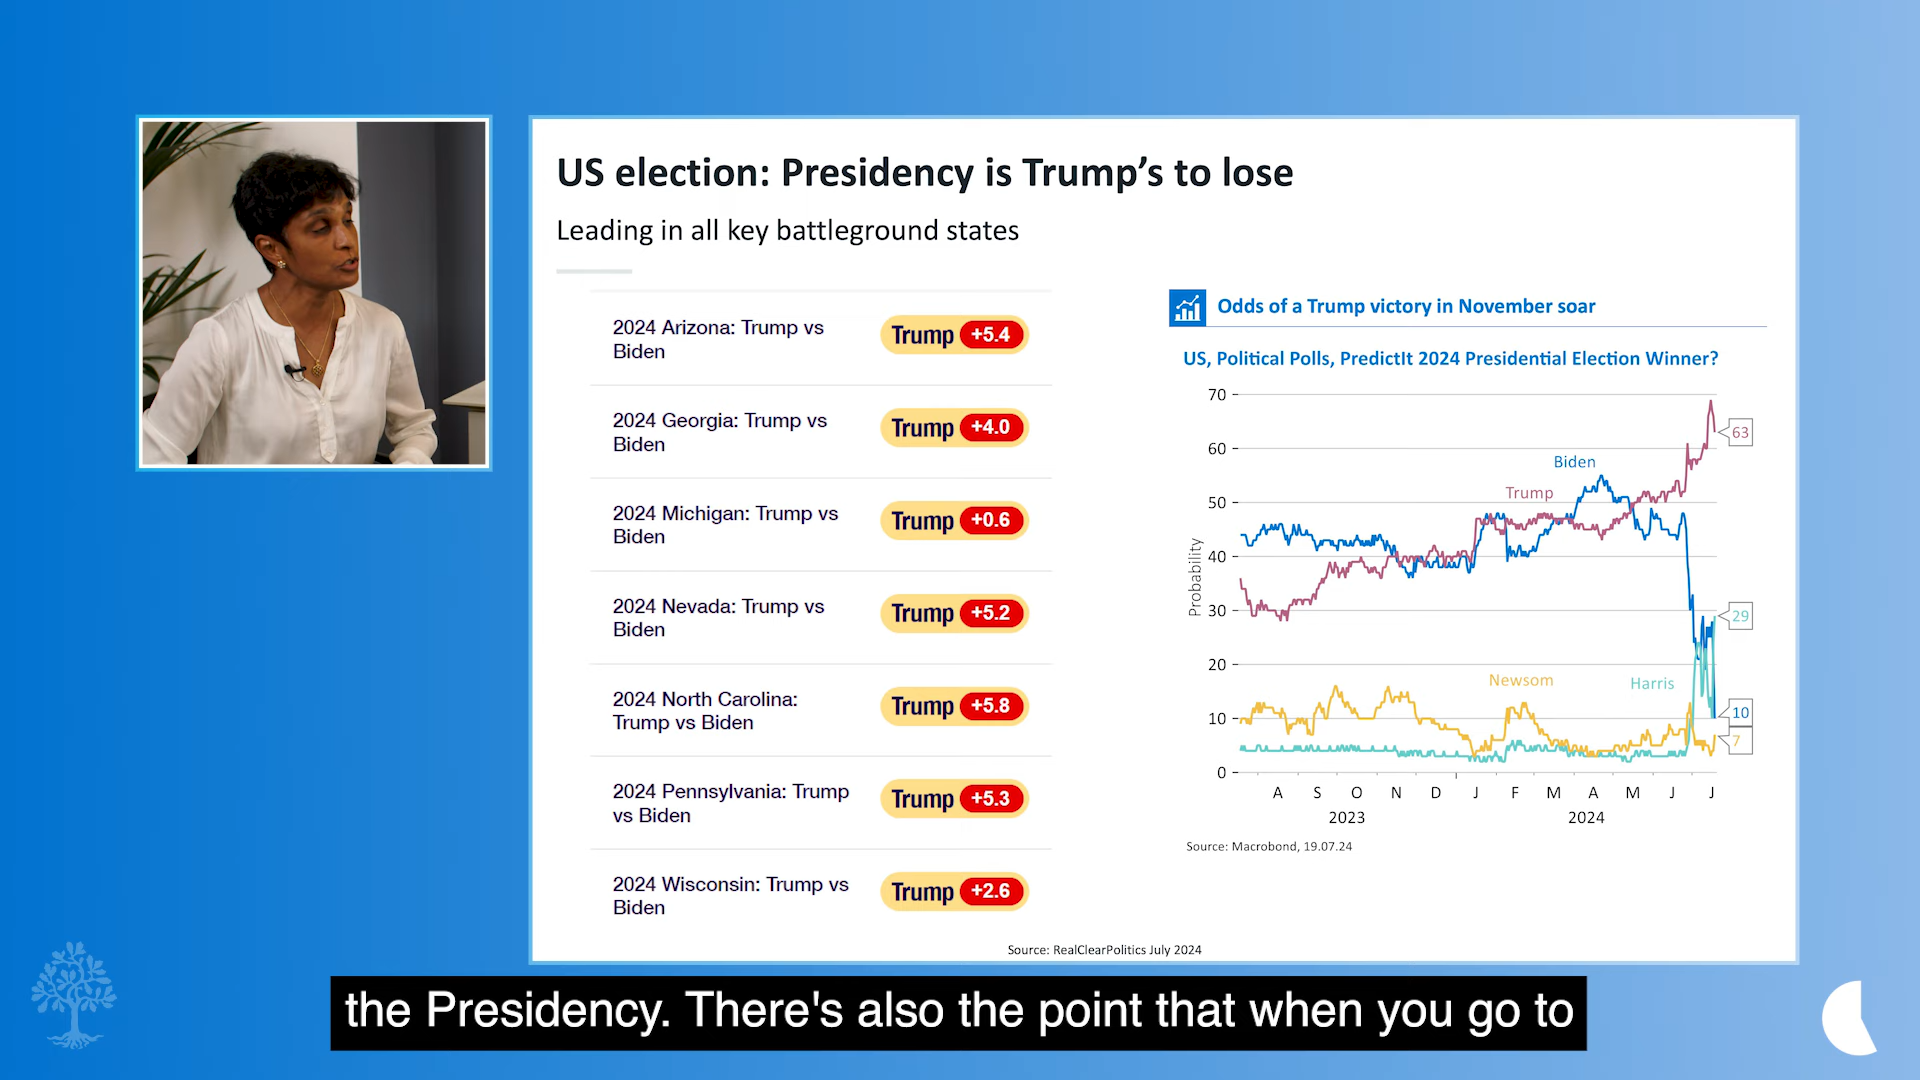 US election: Presidency is Trump’s to lose
Leading in all key battleground states
2024 Arizona: Trump vs
Biden
Trump +5.4
2024 Georgia: Trump vs
Biden
Trump +4.0
2024 Michigan: Trump vs
Biden
Trump +0.6
2024 Nevada: Trump vs
Biden
Trump +5.2
2024 North Carolina:
Trump vs Biden
Trump +5.8
2024 Pennsylvania: Trump
vs Biden
Trump +5.3
2024 Wisconsin: Trump vs
Biden
Trump +2.6
Source: RealClearPolitics July 2024
Odds of a Trump victory in November soar
US, Political Polls, PredictIt 2024 Presidential Election Winner?
Probability
70
60
50
40
30
20
10
0
Biden
Trump
Newsom
Harris
63
29
10
7
A S O N D J F M A M J J
2023 2024
Source: Macrobond, 19.07.24
the Presidency. There's also the point that when you go to